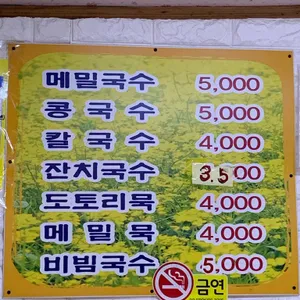 메밀국수 5,000
콩국수 5,000
칼국수 4,000
잔치국수 3,500
도토리묵 4,000
메밀묵 4,000
비빔국수 5,000
금연